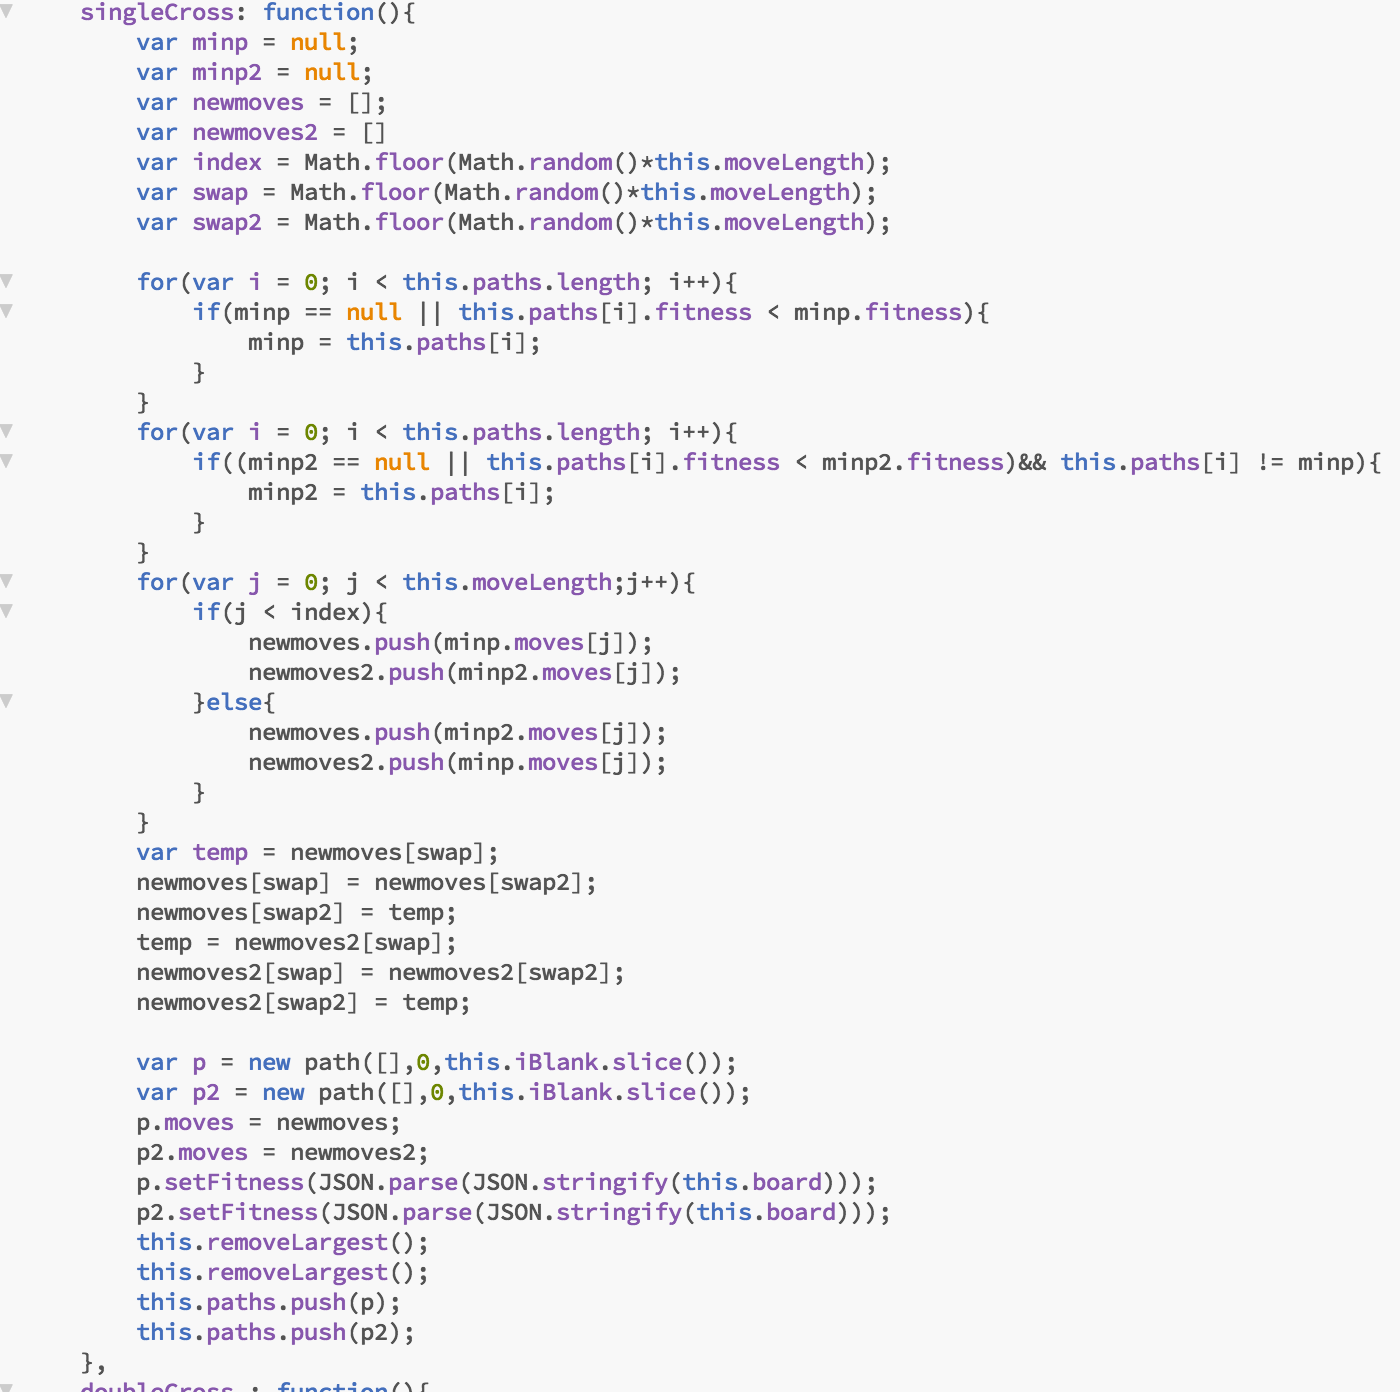 singleCross: function(){
var minp = null;
var minp2 = null;
var newmoves = [];
var newmoves2 = []
var index = Math.floor(Math.random()*this.moveLength);
var swap = Math.floor(Math.random()*this.moveLength);
var swap2 = Math.floor(Math.random()*this.moveLength);
for(var i = 0; i < this.paths.length; i++){
if(minp == null || this.paths[i].fitness < minp.fitness){
minp = this.paths[i];
}
}
for(var i = 0; i < this.paths.length; i++){
if((minp2 == null || this.paths[i].fitness < minp2.fitness)&& this.paths[i] != minp){
minp2 = this.paths[i];
}
}
for(var j = 0; j < this.moveLength;j++){
if(j < index){
newmoves.push(minp.moves[j]);
newmoves2.push(minp2.moves[j]);
}else{
newmoves.push(minp2.moves[j]);
newmoves2.push(minp.moves[j]);
}
}
var temp = newmoves[swap];
newmoves[swap] = newmoves[swap2];
newmoves[swap2] = temp;
temp = newmoves2[swap];
newmoves2[swap] = newmoves2[swap2];
newmoves2[swap2] = temp;
var p = new path([],0,this.iBlank.slice());
var p2 = new path([],0,this.iBlank.slice());
p.moves = newmoves;
p2.moves = newmoves2;
p.setFitness(JSON.parse(JSON.stringify(this.board)));
p2.setFitness(JSON.parse(JSON.stringify(this.board)));
this.removeLargest();
this.removeLargest();
this.paths.push(p);
this.paths.push(p2);
},
doubleCross : function(){